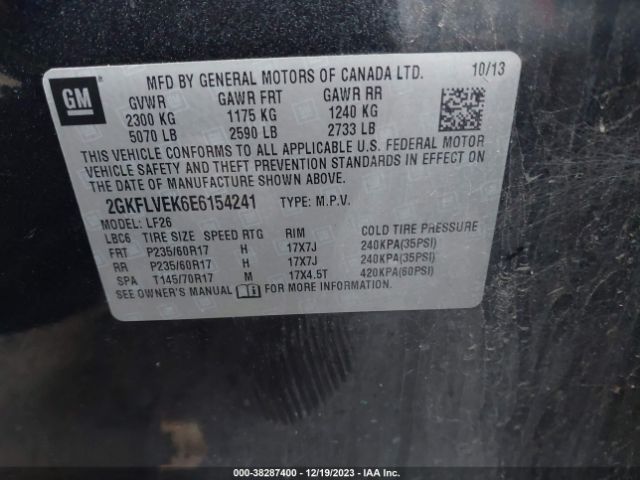 GM
MFD BY GENERAL MOTORS OF CANADA LTD. 10/13
GVWR GAWR FRT GAWR RR
2300 KG 1175 KG 1240 KG
5070 LB 2590 LB 2733 LB
THIS VEHICLE CONFORMS TO ALL APPLICABLE U.S. FEDERAL MOTOR
VEHICLE SAFETY AND THEFT PREVENTION STANDARDS IN EFFECT ON
THE DATE OF MANUFACTURE SHOWN ABOVE.
2GKFLVEK6E6154241 TYPE: M.P.V.
MODEL: LF26
LBC6 TIRE SIZE SPEED RTG RIM COLD TIRE PRESSURE
FRT P235/60R17 H 17X7J 240KPA(35PSI)
RR P235/60R17 H 17X7J 240KPA(35PSI)
SPA T145/70R17 M 17X4.5T 420KPA(60PSI)
SEE OWNER'S MANUAL FOR MORE INFORMATION.
000-38287400 - 12/19/2023 - IAA Inc.